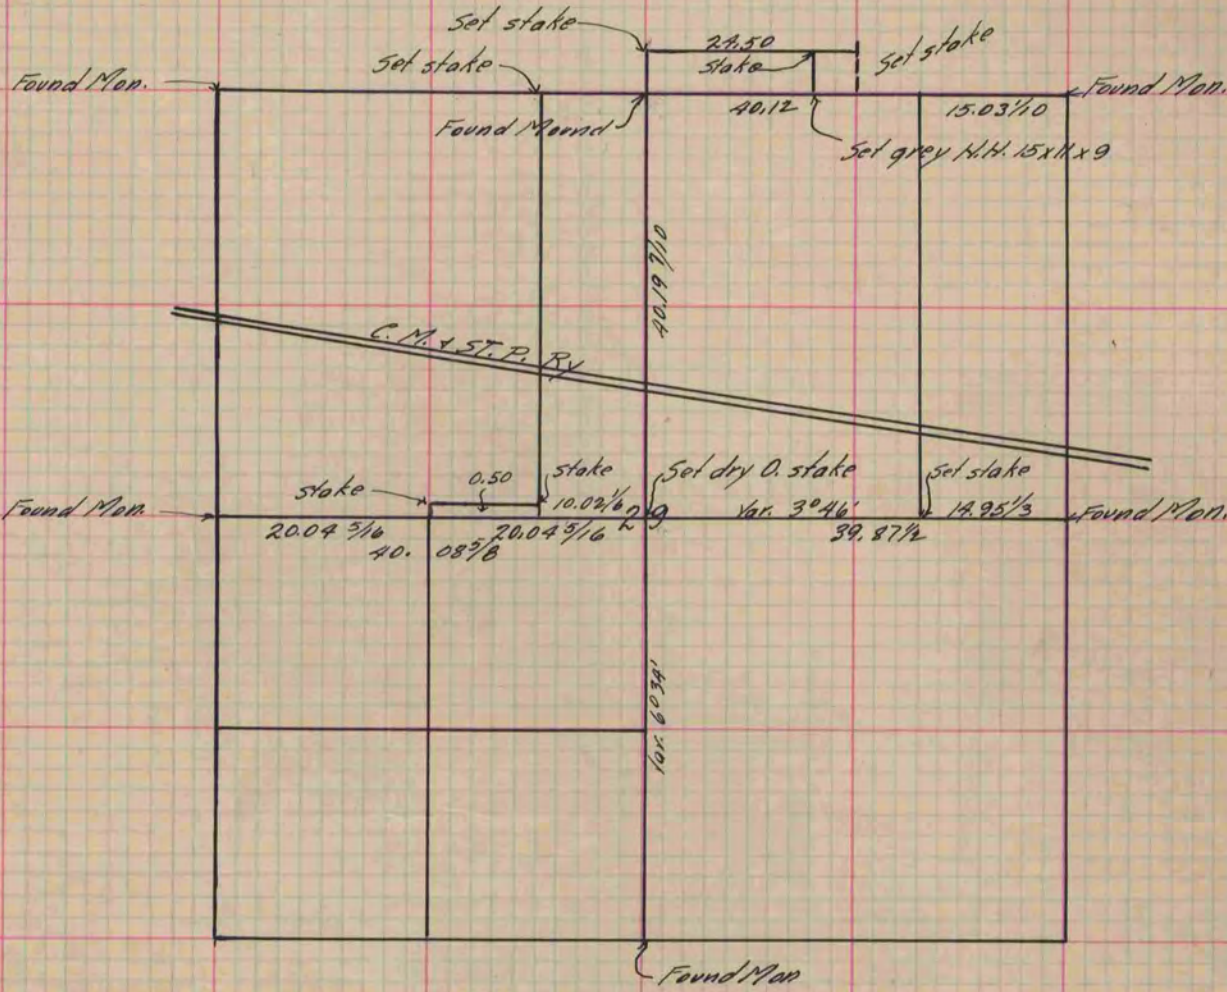 Set stake
24.50
Set stake
Set stake
stake
Found Mon.
Found Mon.
40.12
15.03 1/10
Found Mound
Set grey H.H. 15x11x9
40.19 7/10
C. M. & ST. P. Ry
stake
0.50
stake
Set dry O. stake
Set stake
Found Mon.
10.02 1/6
29
Var. 3°46'
14.95 1/3
Found Mon.
20.04 5/16
20.04 5/16
39.87 1/2
40. 08 5/8
Var. 6°34'
Found Mon